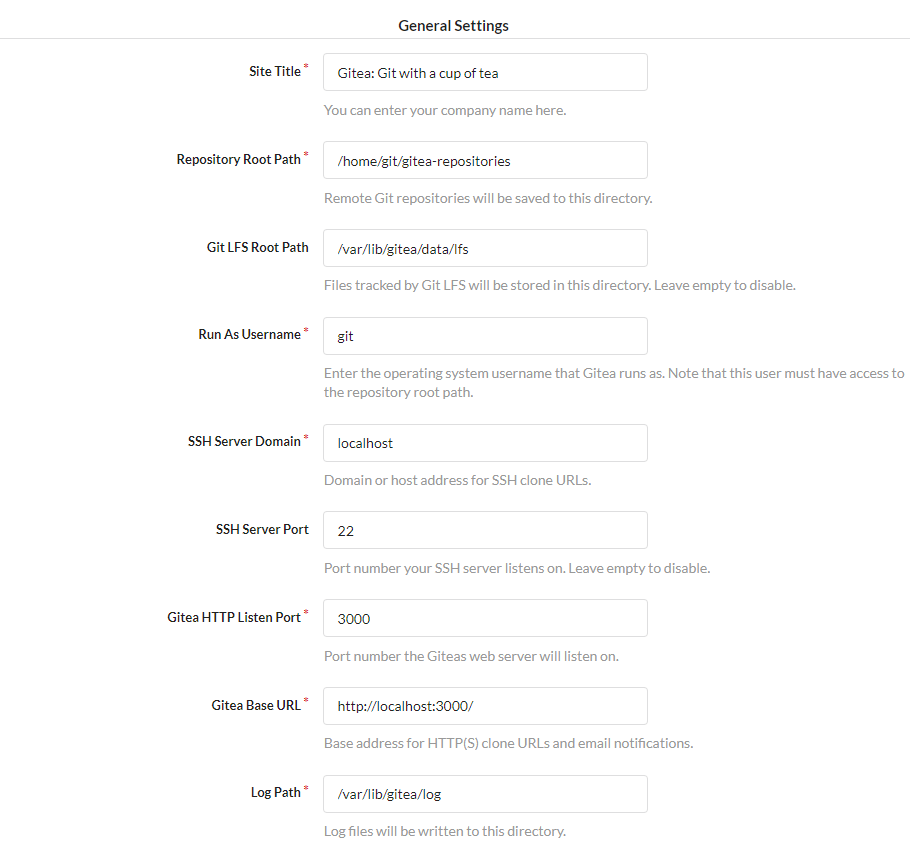 General Settings
Site Title*
Gitea: Git with a cup of tea
You can enter your company name here.
Repository Root Path*
/home/git/gitea-repositories
Remote Git repositories will be saved to this directory.
Git LFS Root Path
/var/lib/gitea/data/lfs
Files tracked by Git LFS will be stored in this directory. Leave empty to disable.
Run As Username*
git
Enter the operating system username that Gitea runs as. Note that this user must have access to
the repository root path.
SSH Server Domain*
localhost
Domain or host address for SSH clone URLs.
SSH Server Port
22
Port number your SSH server listens on. Leave empty to disable.
Gitea HTTP Listen Port*
3000
Port number the Giteas web server will listen on.
Gitea Base URL*
http://localhost:3000/
Base address for HTTP(S) clone URLs and email notifications.
Log Path*
/var/lib/gitea/log
Log files will be written to this directory.